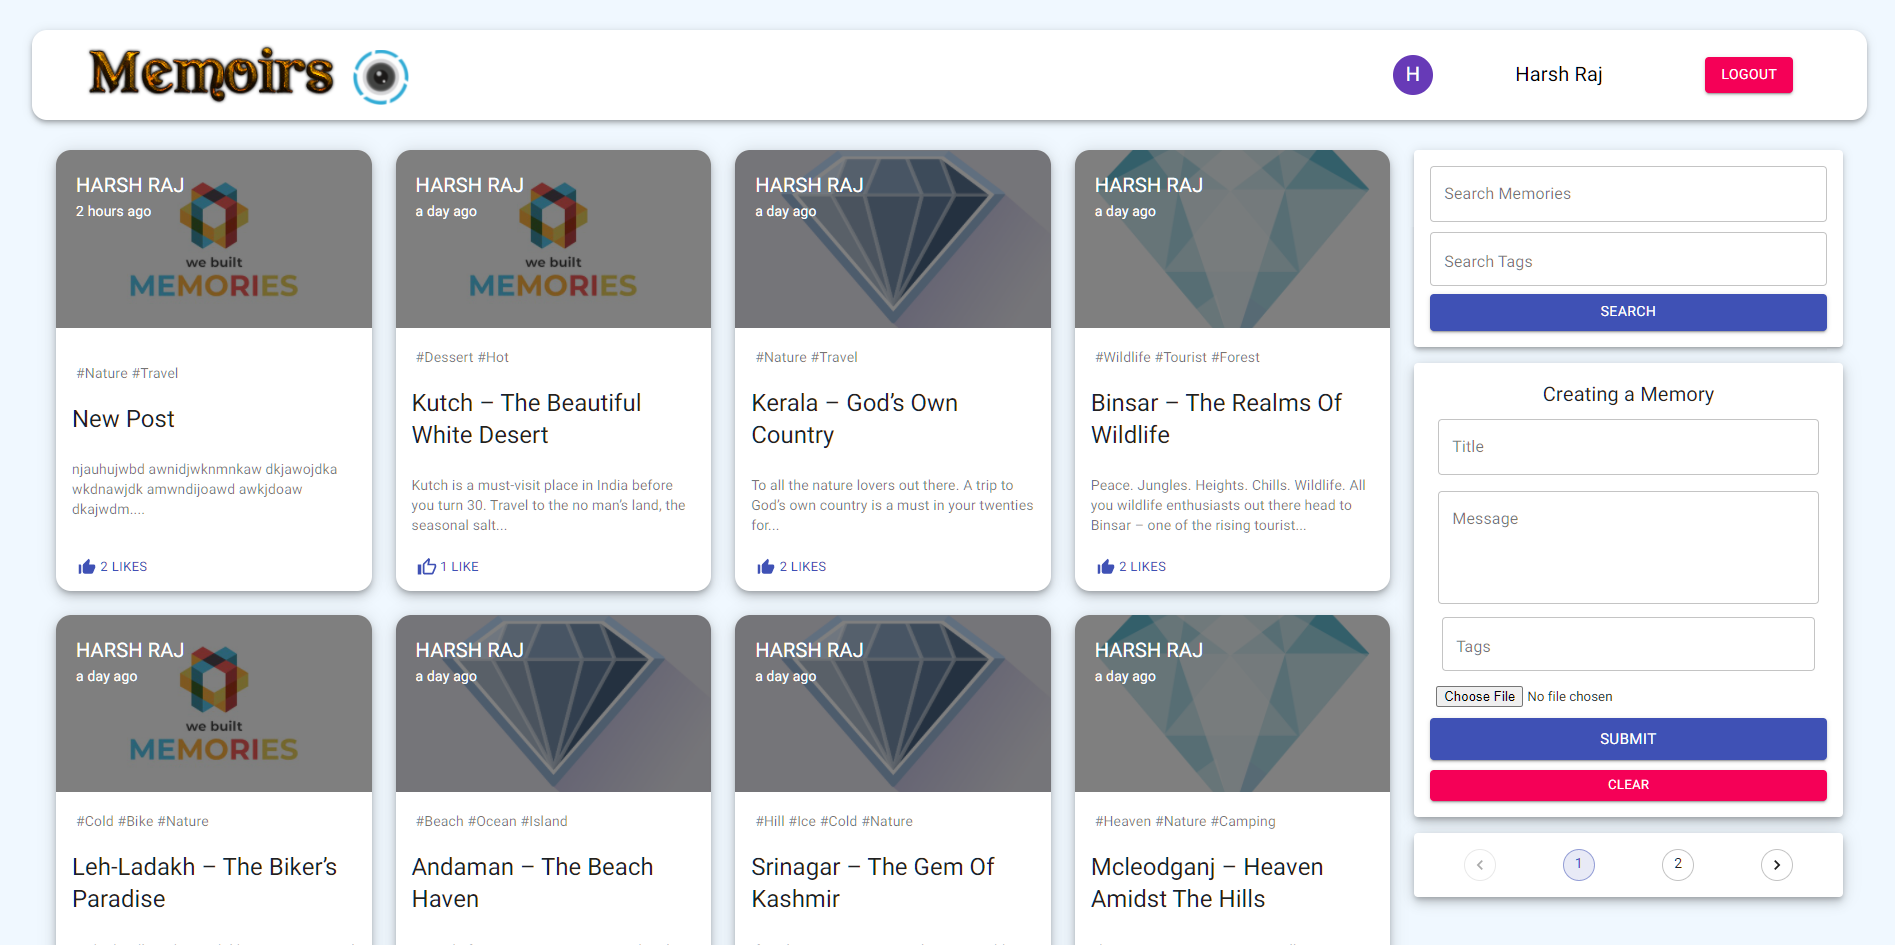 Memoirs
H
Harsh Raj
LOGOUT
HARSH RAJ
2 hours ago
we built
MEMORIES
#Nature #Travel
New Post
njauhujwbd awnidjwknmnkaw dkjawojdka
wkdnawjdk amwndijoawd awkjdoaw
dkajwdm....
2 LIKES
HARSH RAJ
a day ago
we built
MEMORIES
#Dessert #Hot
Kutch – The Beautiful
White Desert
Kutch is a must-visit place in India before
you turn 30. Travel to the no man’s land, the
seasonal salt...
1 LIKE
HARSH RAJ
a day ago
#Nature #Travel
Kerala – God’s Own
Country
To all the nature lovers out there. A trip to
God’s own country is a must in your twenties
for...
2 LIKES
HARSH RAJ
a day ago
#Wildlife #Tourist #Forest
Binsar – The Realms Of
Wildlife
Peace. Jungles. Heights. Chills. Wildlife. All
you wildlife enthusiasts out there head to
Binsar – one of the rising tourist...
2 LIKES
HARSH RAJ
a day ago
we built
MEMORIES
#Cold #Bike #Nature
Leh-Ladakh – The Biker’s
Paradise
HARSH RAJ
a day ago
#Beach #Ocean #Island
Andaman – The Beach
Haven
HARSH RAJ
a day ago
#Hill #Ice #Cold #Nature
Srinagar – The Gem Of
Kashmir
HARSH RAJ
a day ago
#Heaven #Nature #Camping
Mcleodganj – Heaven
Amidst The Hills
Search Memories
Search Tags
SEARCH
Creating a Memory
Title
Message
Tags
Choose File No file chosen
SUBMIT
CLEAR
1
2